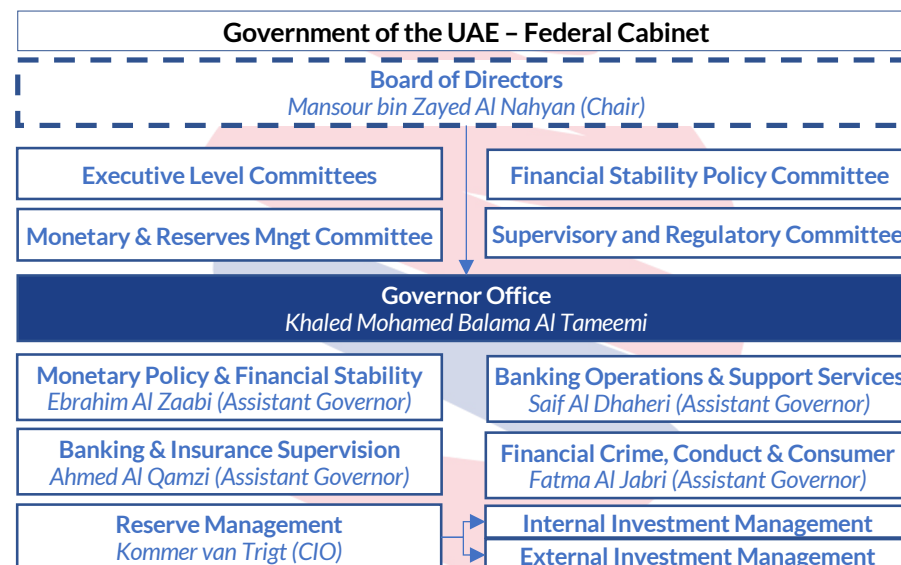 Government of the UAE – Federal Cabinet
Board of Directors
Mansour bin Zayed Al Nahyan (Chair)
Executive Level Committees
Financial Stability Policy Committee
Monetary & Reserves Mngt Committee
Supervisory and Regulatory Committee
Governor Office
Khaled Mohamed Balama Al Tameemi
Monetary Policy & Financial Stability
Ebrahim Al Zaabi (Assistant Governor)
Banking Operations & Support Services
Saif Al Dhaheri (Assistant Governor)
Banking & Insurance Supervision
Ahmed Al Qamzi (Assistant Governor)
Financial Crime, Conduct & Consumer
Fatma Al Jabri (Assistant Governor)
Reserve Management
Kommer van Trigt (CIO)
Internal Investment Management
External Investment Management